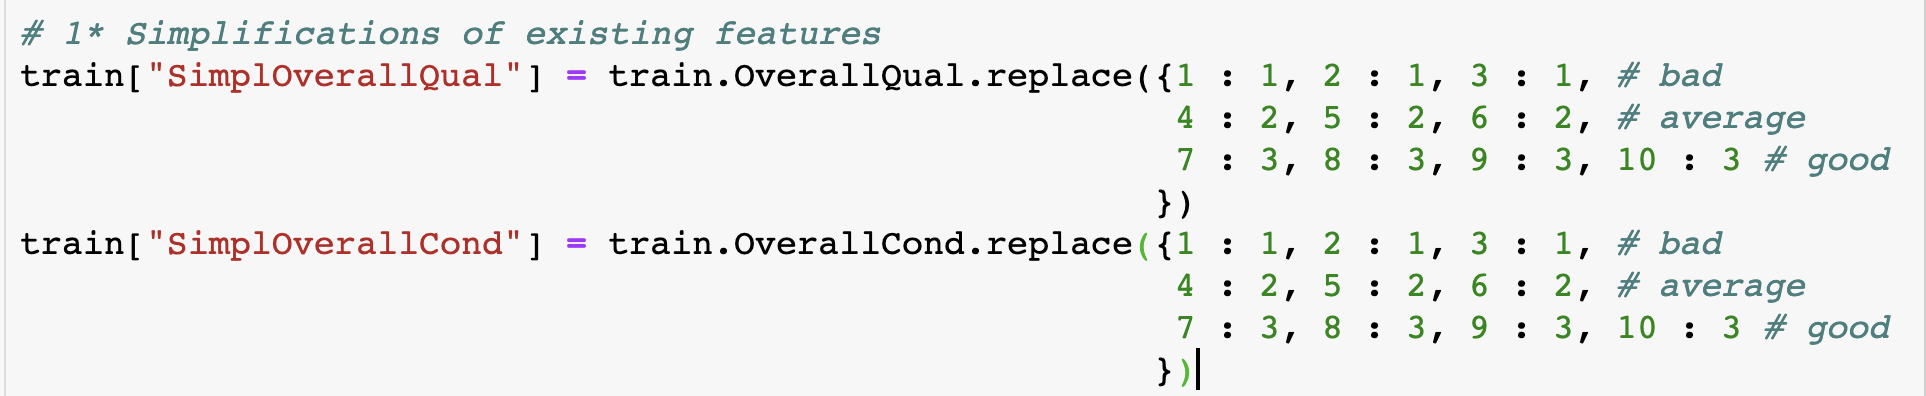 # 1* Simplifications of existing features
train["SimplOverallQual"] = train.OverallQual.replace({1 : 1, 2 : 1, 3 : 1, # bad
                                                       4 : 2, 5 : 2, 6 : 2, # average
                                                       7 : 3, 8 : 3, 9 : 3, 10 : 3 # good
                                                      })
train["SimplOverallCond"] = train.OverallCond.replace({1 : 1, 2 : 1, 3 : 1, # bad
                                                       4 : 2, 5 : 2, 6 : 2, # average
                                                       7 : 3, 8 : 3, 9 : 3, 10 : 3 # good
                                                      })